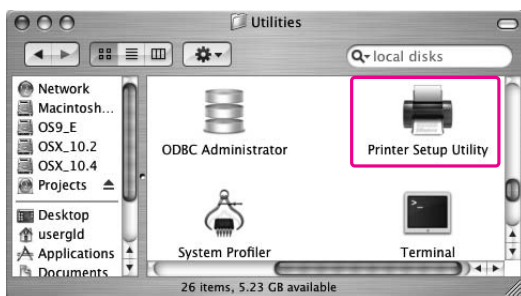 Utilities
local disks
Network
Macintosh...
OS9_E
OSX_10.2
OSX_10.4
Projects
Desktop
usergld
Applications
Documents
ODBC Administrator
Printer Setup Utility
System Profiler
Terminal
26 items, 5.23 GB available